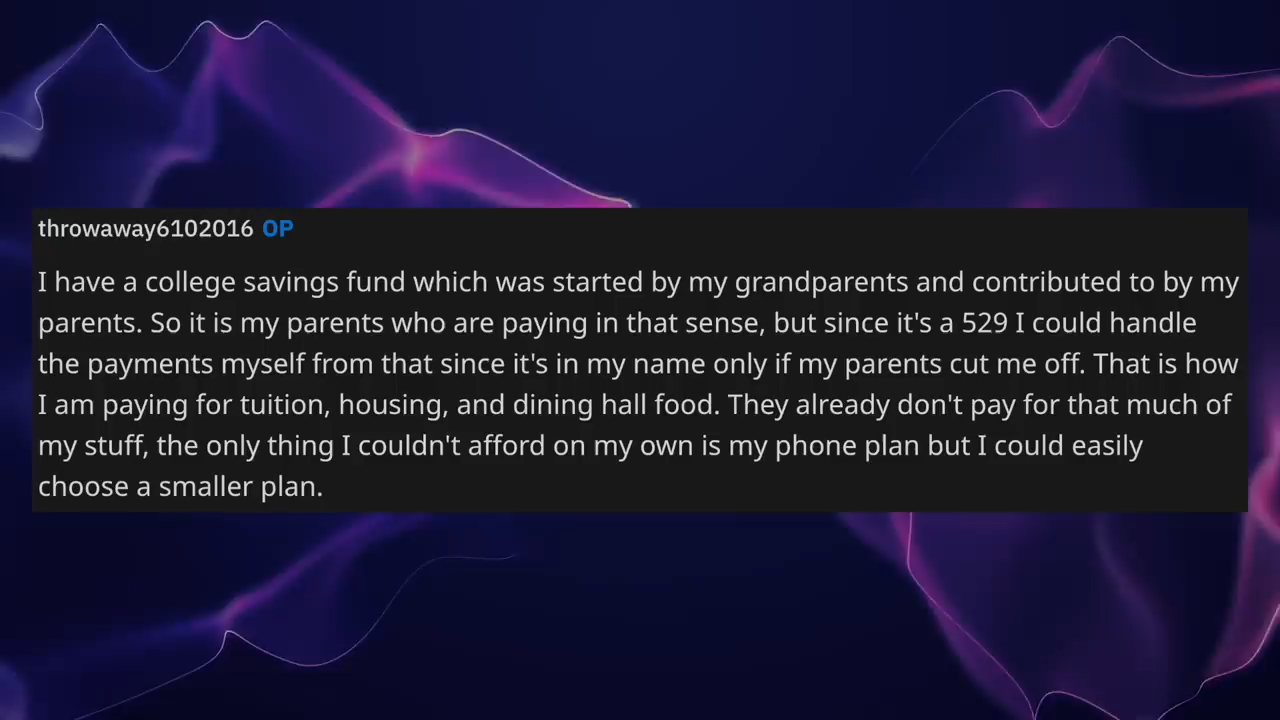 throwaway6102016 OP
I have a college savings fund which was started by my grandparents and contributed to by my
parents. So it is my parents who are paying in that sense, but since it's a 529 I could handle
the payments myself from that since it's in my name only if my parents cut me off. That is how
I am paying for tuition, housing, and dining hall food. They already don't pay for that much of
my stuff, the only thing I couldn't afford on my own is my phone plan but I could easily
choose a smaller plan.